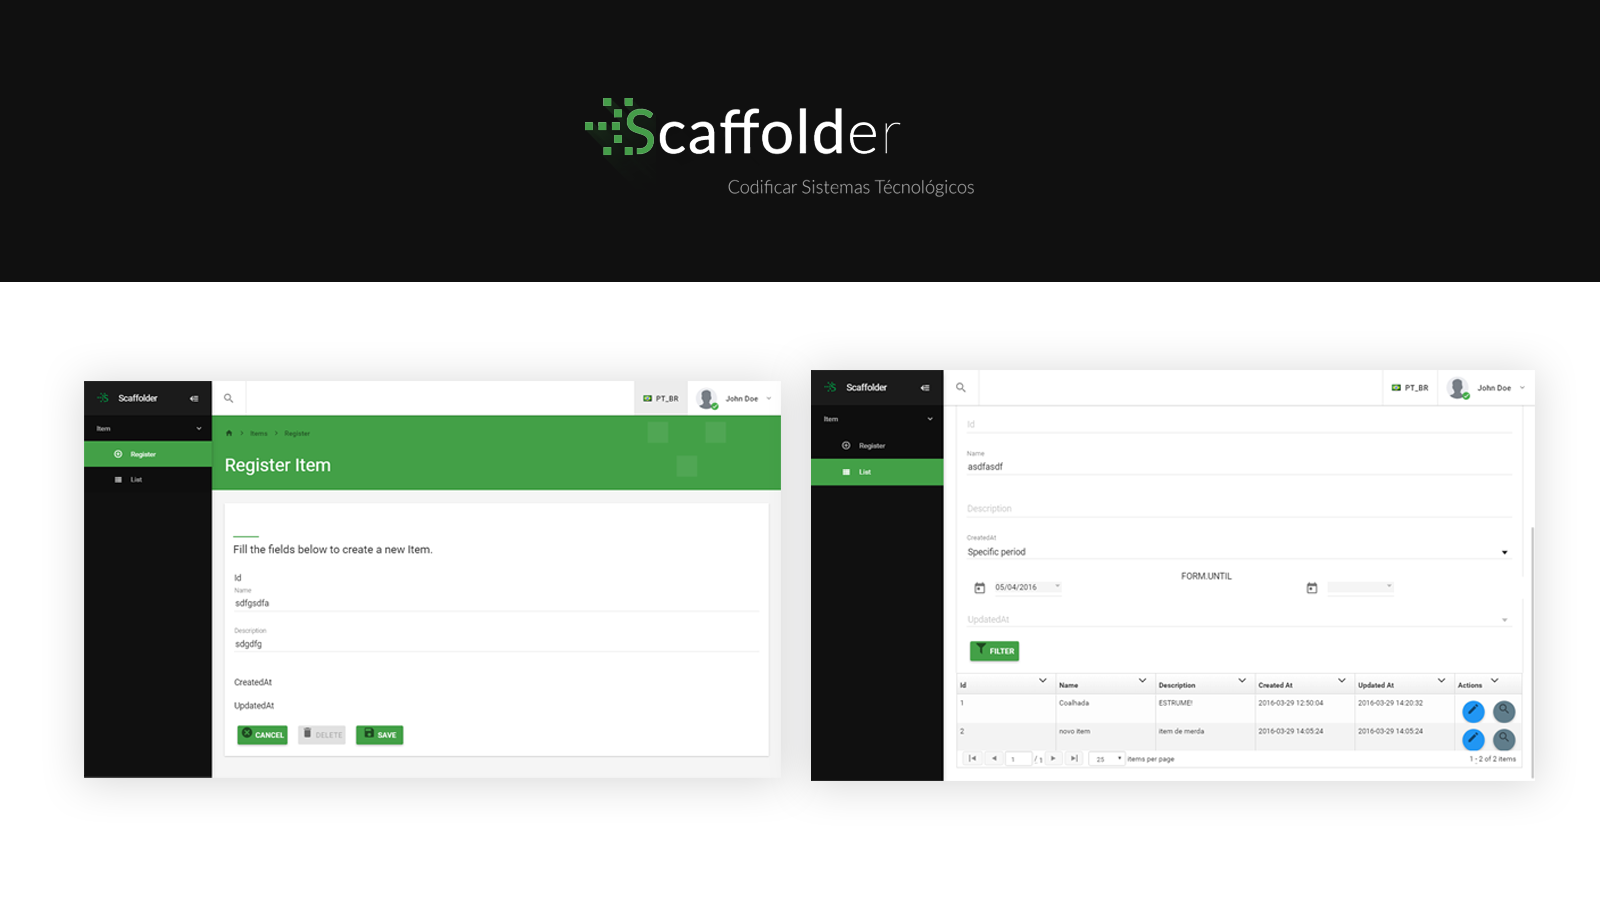 Scaffolder
Codificar Sistemas Técnológicos
Scaffolder
PT_BR
John Doe
Item
Items
Register
Register
List
Register Item
Fill the fields below to create a new Item.
Id
Name
sdfgsdfa
Description
sdgdfg
CreatedAt
UpdatedAt
CANCEL
DELETE
SAVE
Scaffolder
PT_BR
John Doe
Item
Register
List
Id
Name
asdfasdf
Description
CreatedAt
Specific period
FORM.UNTIL
05/04/2016
UpdatedAt
FILTER
Id Name Description Created At Updated At Actions
1 Coalhada ESTRUME! 2016-03-29 12:50:04 2016-03-29 14:20:32
2 novo item item de merda 2016-03-29 14:05:24 2016-03-29 14:05:24
1 / 1 25 items per page 1 - 2 of 2 items